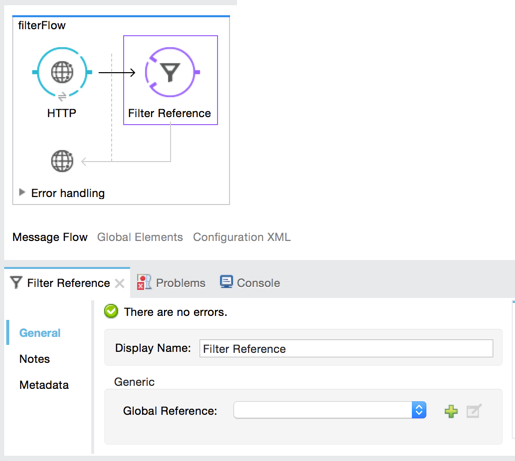 filterFlow
HTTP
Filter Reference
Error handling
Message Flow Global Elements Configuration XML
Filter Reference Problems Console
There are no errors.
General
Display Name: Filter Reference
Notes
Generic
Metadata
Global Reference: